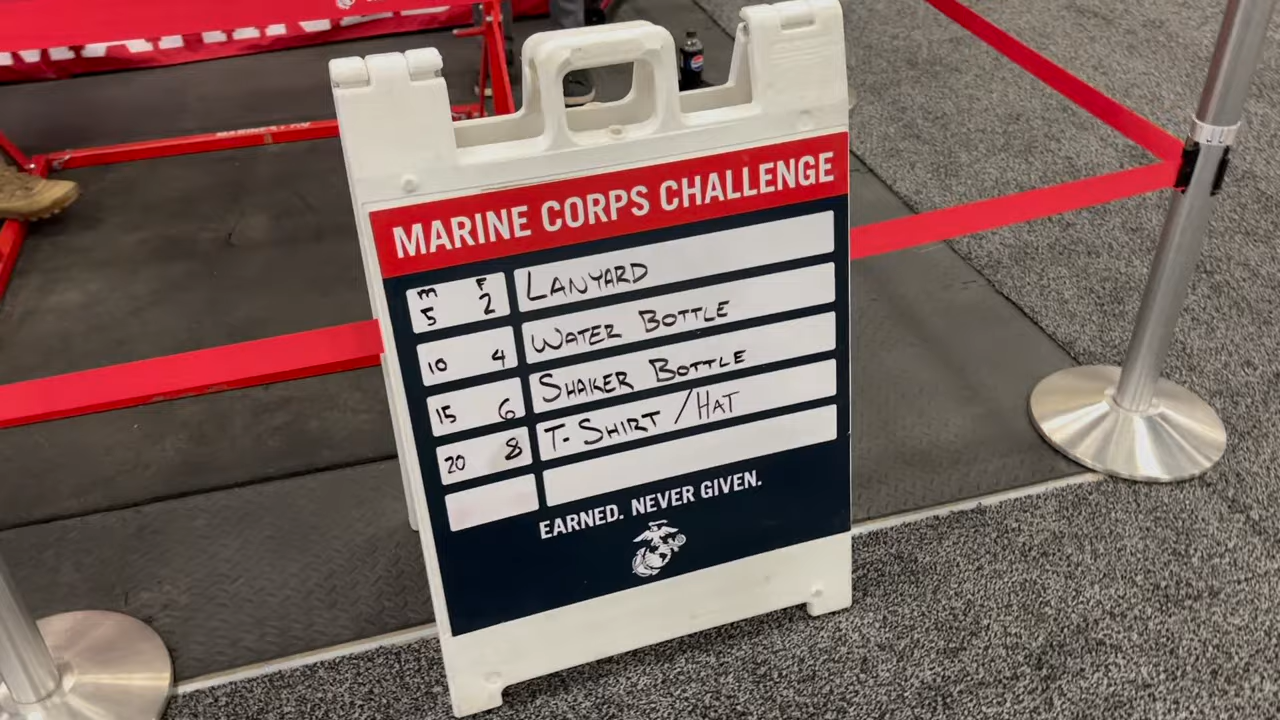 MARINE CORPS CHALLENGE
M F
5 2 LANYARD
10 4 WATER BOTTLE
15 6 SHAKER BOTTLE
20 8 T-SHIRT/HAT
EARNED. NEVER GIVEN.